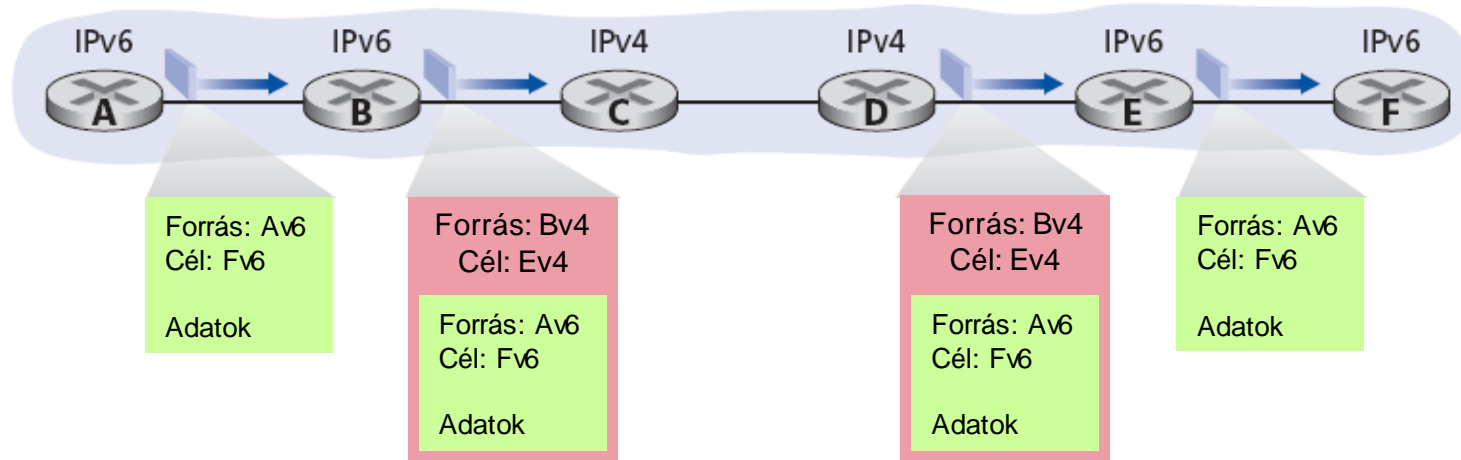 IPv6
IPv6
IPv4
IPv4
IPv6
IPv6
A
B
C
D
E
F
Forrás: Av6
Cél: Fv6
Adatok
Forrás: Bv4
Cél: Ev4
Forrás: Av6
Cél: Fv6
Adatok
Forrás: Bv4
Cél: Ev4
Forrás: Av6
Cél: Fv6
Adatok
Forrás: Av6
Cél: Fv6
Adatok